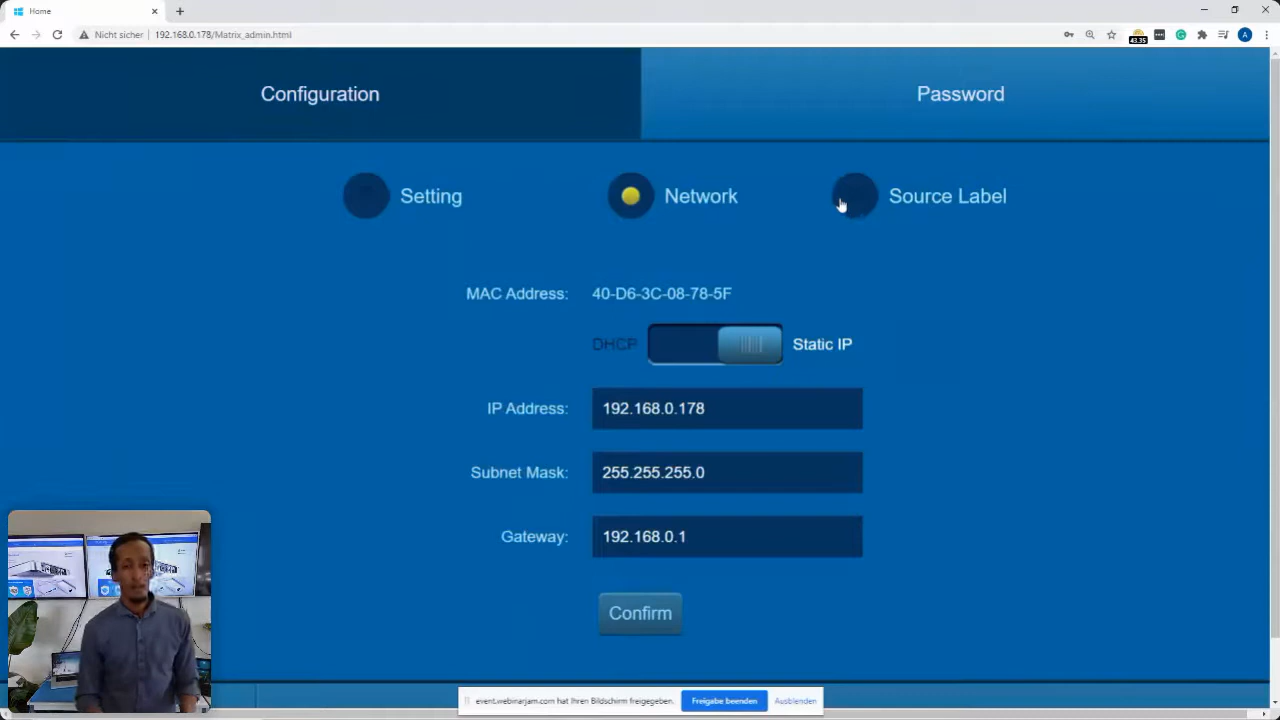 Home
Nicht sicher
192.168.0.178/Matrix_admin.html
43.35
A
Configuration
Password
Setting
Network
Source Label
MAC Address: 40-D6-3C-08-78-5F
DHCP
Static IP
IP Address: 192.168.0.178
Subnet Mask: 255.255.255.0
Gateway: 192.168.0.1
Confirm
event.webinarjam.com hat Ihren Bildschirm freigegeben.
Freigabe beenden
Ausblenden